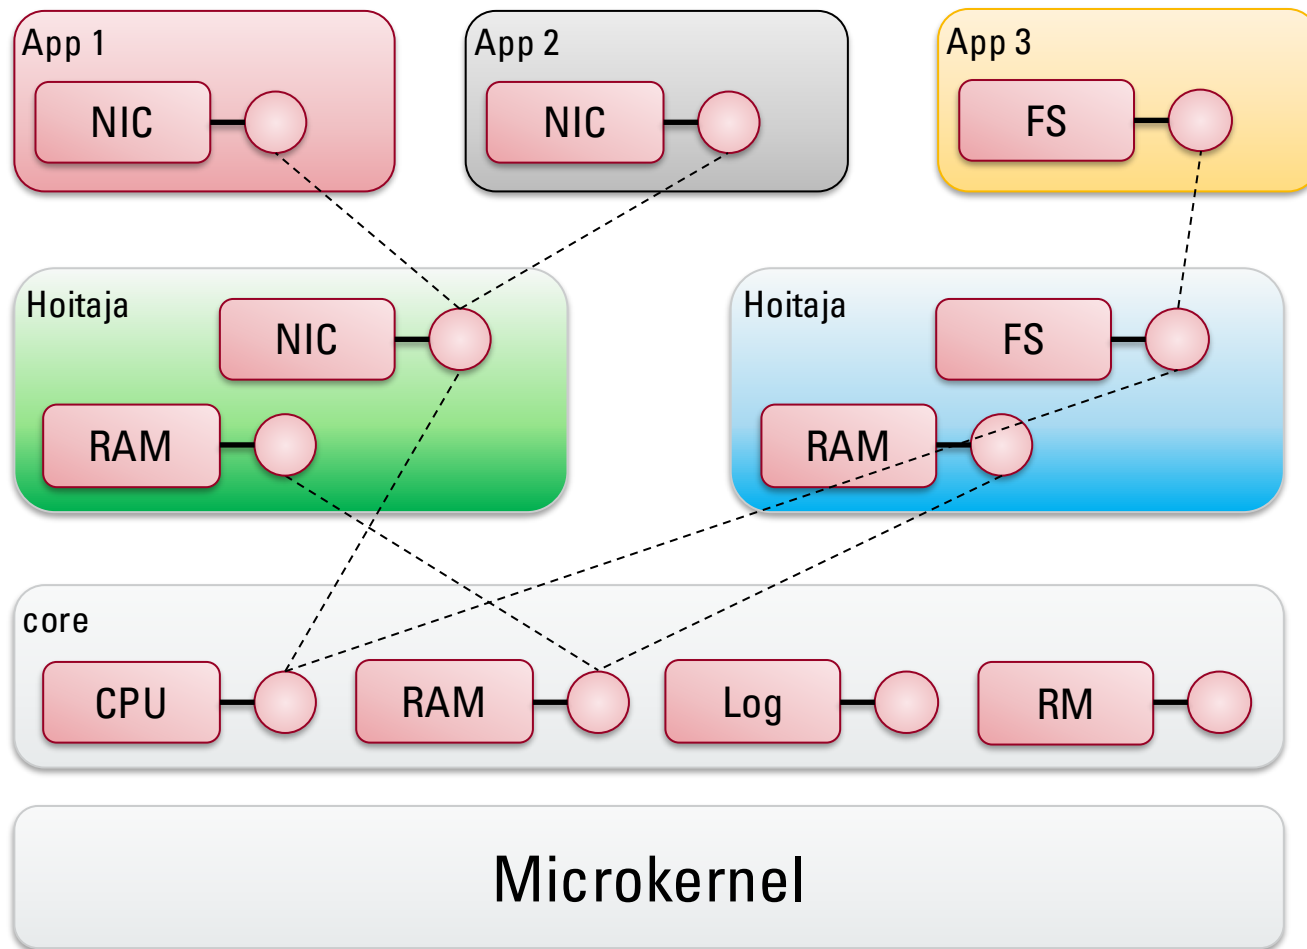 App 1
NIC
App 2
NIC
App 3
FS
Hoitaja
NIC
RAM
Hoitaja
FS
RAM
core
CPU
RAM
Log
RM
Microkernel